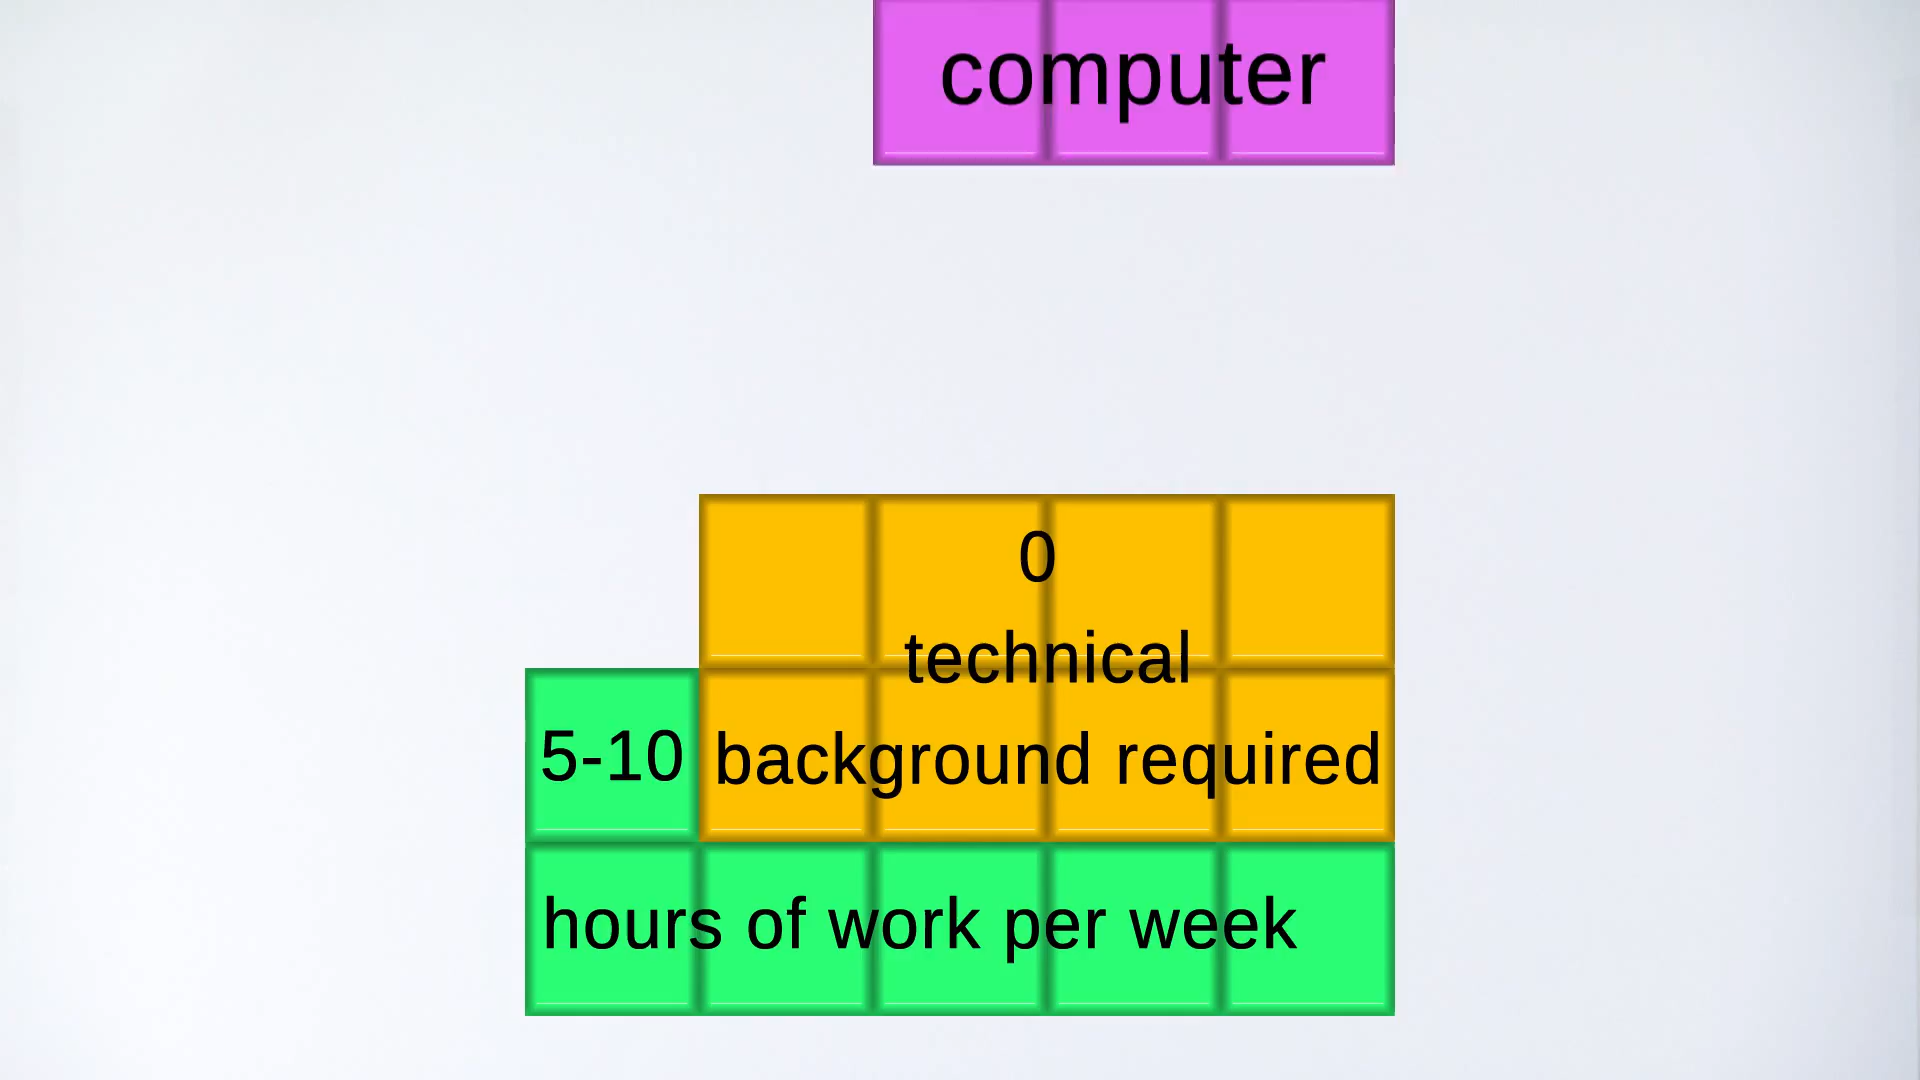 computer
0
technical
background required
5-10
hours of work per week